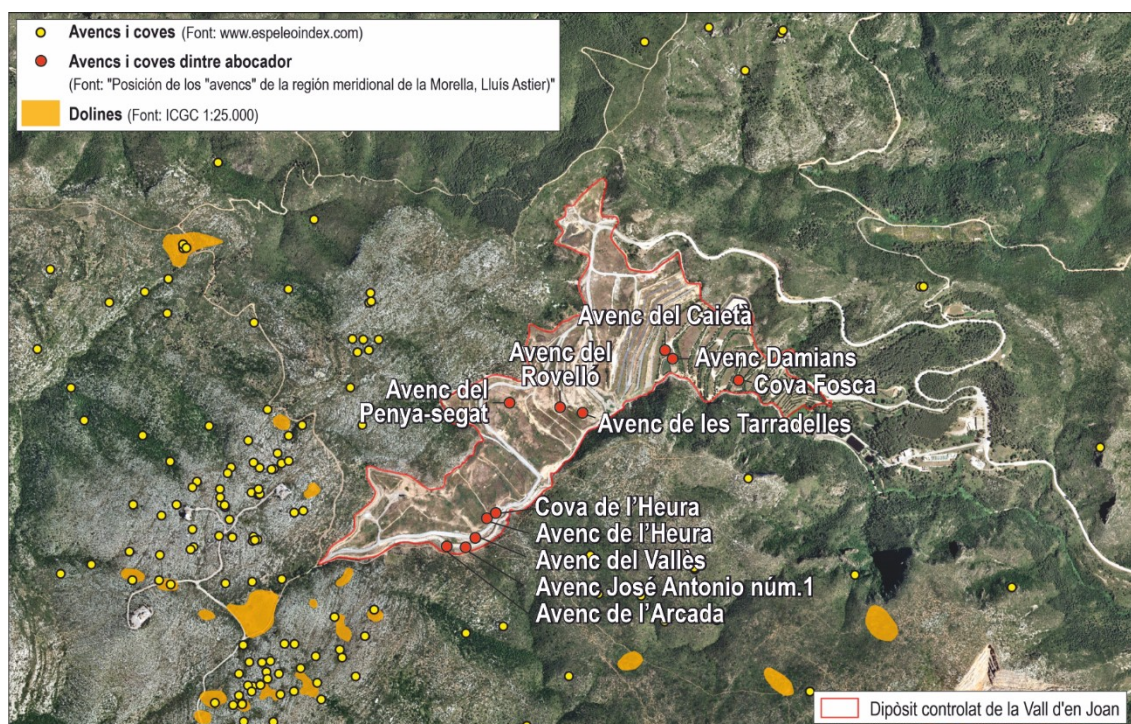 Avencs i coves (Font: www.espeleoindex.com)
Avencs i coves dintre abocador
(Font: "Posición de los "avencs" de la región meridional de la Morella, Lluís Astier)"
Dolines (Font: ICGC 1:25.000)
Avenc del Caietà
Avenc del
Rovelló
Avenc Damians
Cova Fosca
Avenc del
Penya-segat
Avenc de les Tarradelles
Cova de l'Heura
Avenc de l'Heura
Avenc del Vallès
Avenc José Antonio núm.1
Avenc de l'Arcada
Dipòsit controlat de la Vall d'en Joan